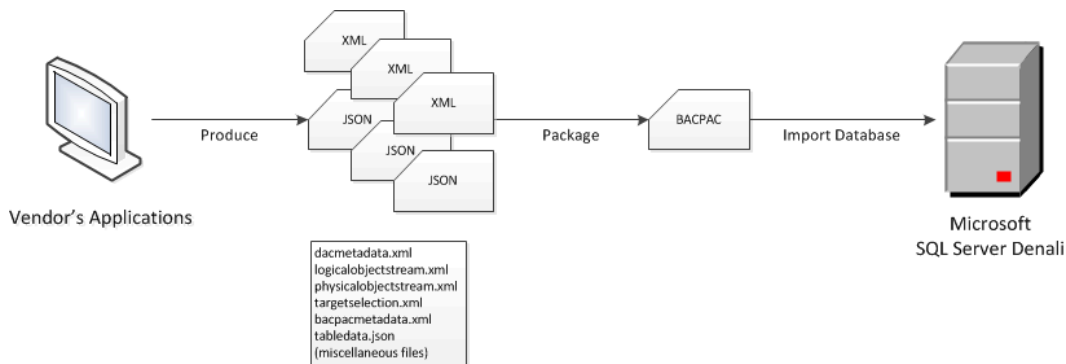 XML
XML
XML
JSON
JSON
JSON
Produce
Package
BACPAC
Import Database
Vendor's Applications
Microsoft
SQL Server Denali
dacmetadata.xml
logicalobjectstream.xml
physicalobjectstream.xml
targetselection.xml
bacpacmetadata.xml
tabledata.json
(miscellaneous files)